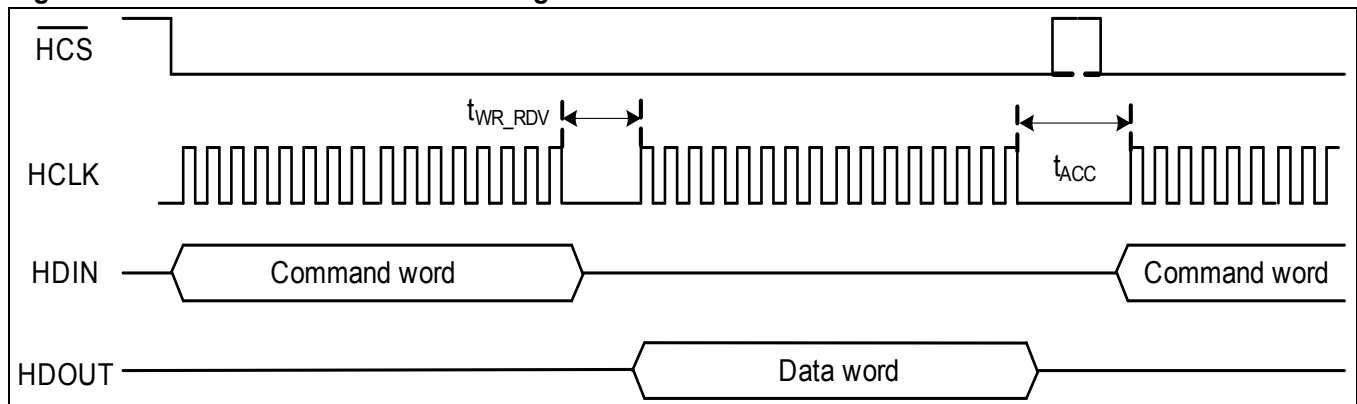 HCS
tWR_RDV
HCLK
tACC
HDIN
Command word
Command word
HDOUT
Data word